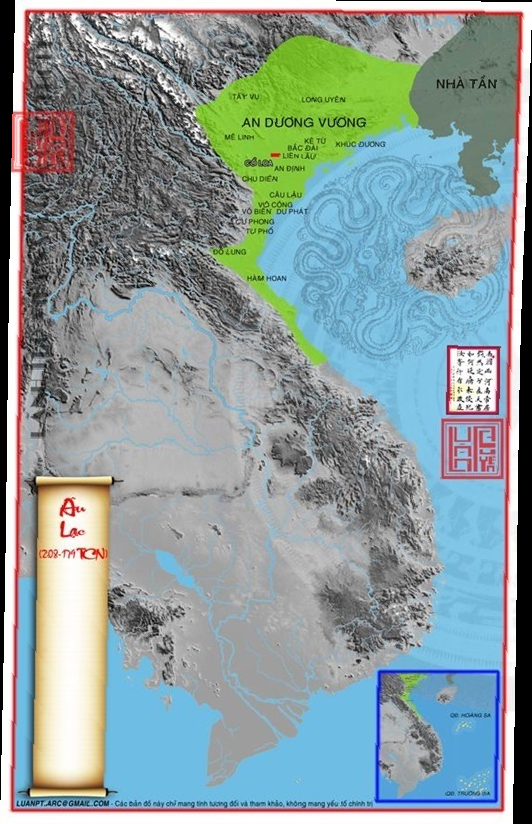 NHÀ TẦN
TÂY VU
LONG UYÊN
AN DƯƠNG VƯƠNG
MÊ LINH
KÊ TỪ
KHÚC DƯƠNG
BẮC ĐÁI
LIÊN LÂU
CỔ LOA
AN ĐỊNH
CHU DIÊN
CÂU LẬU
VÔ CÔNG
VÔ BIÊN
DƯ PHÁT
CƯ PHONG
TƯ PHỐ
ĐÔ LUNG
HÀM HOAN
Âu
Lạc
(208-179 TCN)
QĐ. HOÀNG SA
QĐ. TRƯỜNG SA
LUANPT.ARC@GMAIL.COM - Các bản đồ này chỉ mang tính tương đối và tham khảo, không mang yếu tố chính trị